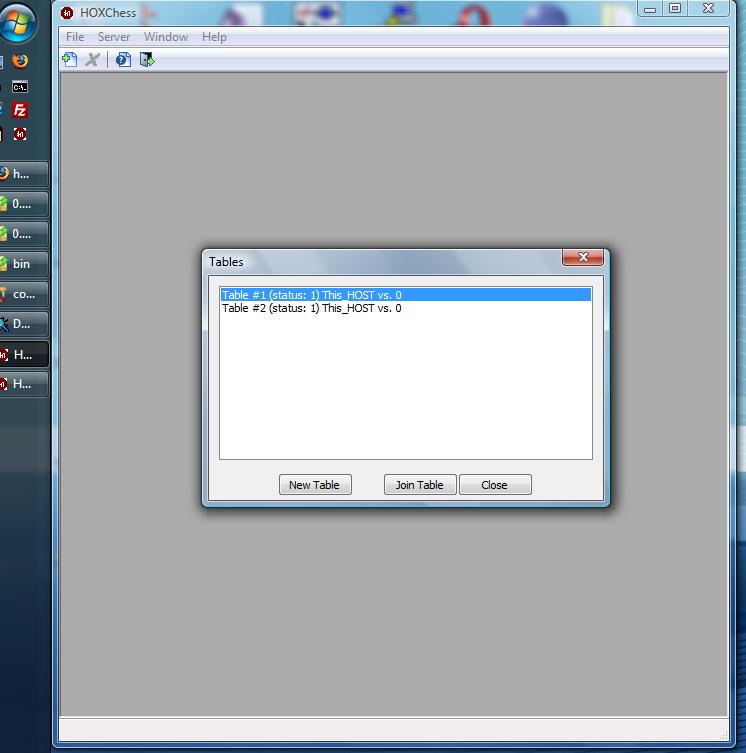 HOXChess
File Server Window Help
C:\.
Fz
h...
0....
0....
bin
co...
D...
H...
H...
Tables
Table #1 (status: 1) This_HOST vs. 0
Table #2 (status: 1) This_HOST vs. 0
New Table Join Table Close